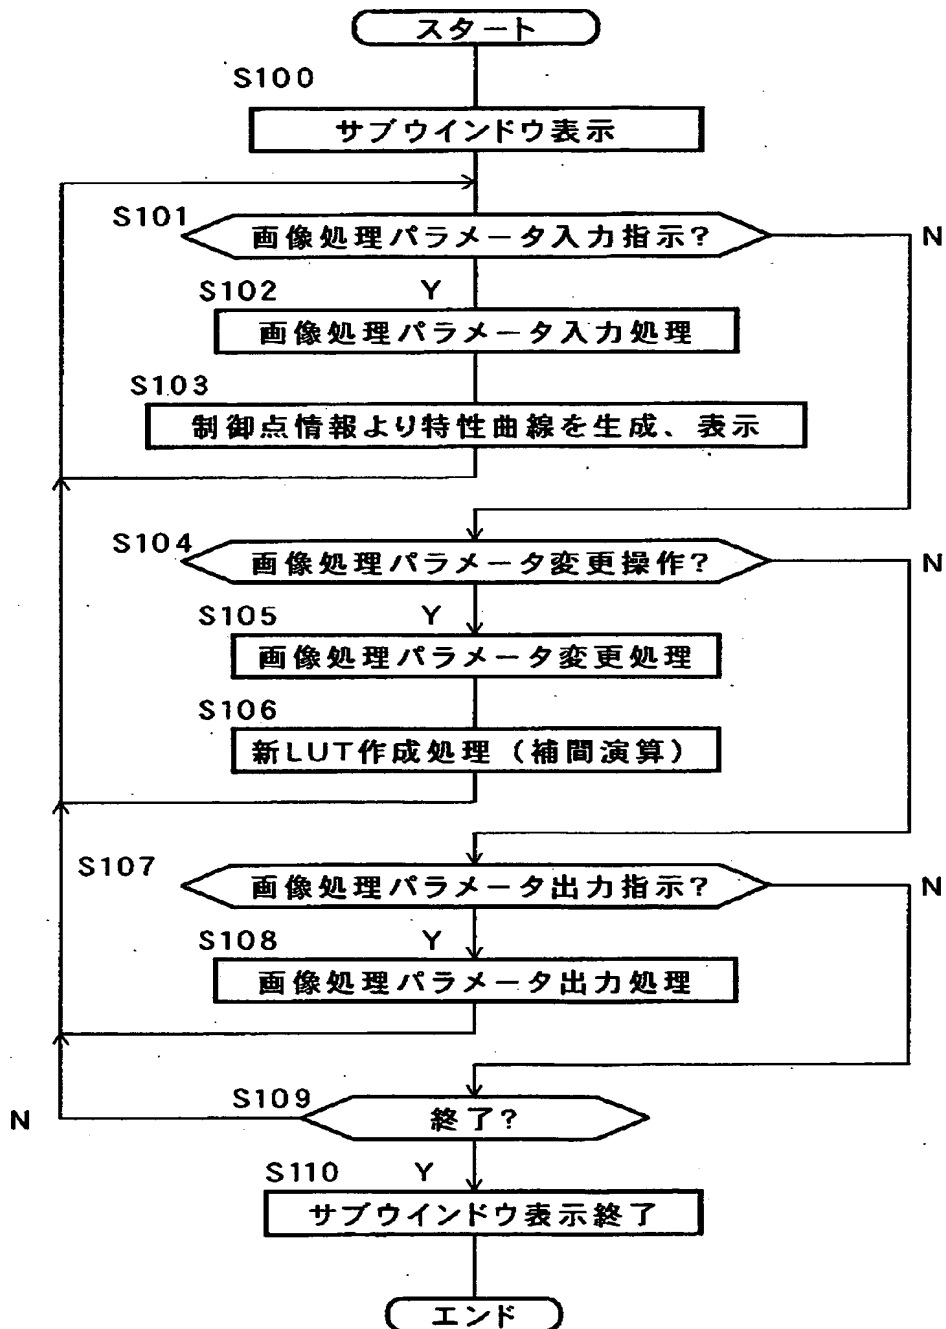 スタート
S100
サブウインドウ表示
S101
画像処理パラメータ入力指示?
N
S102
Y
画像処理パラメータ入力処理
S103
制御点情報より特性曲線を生成、表示
S104
画像処理パラメータ変更操作?
N
S105
Y
画像処理パラメータ変更処理
S106
新LUT作成処理(補間演算)
S107
画像処理パラメータ出力指示?
N
S108
Y
画像処理パラメータ出力処理
S109
終了?
N
S110
Y
サブウインドウ表示終了
エンド